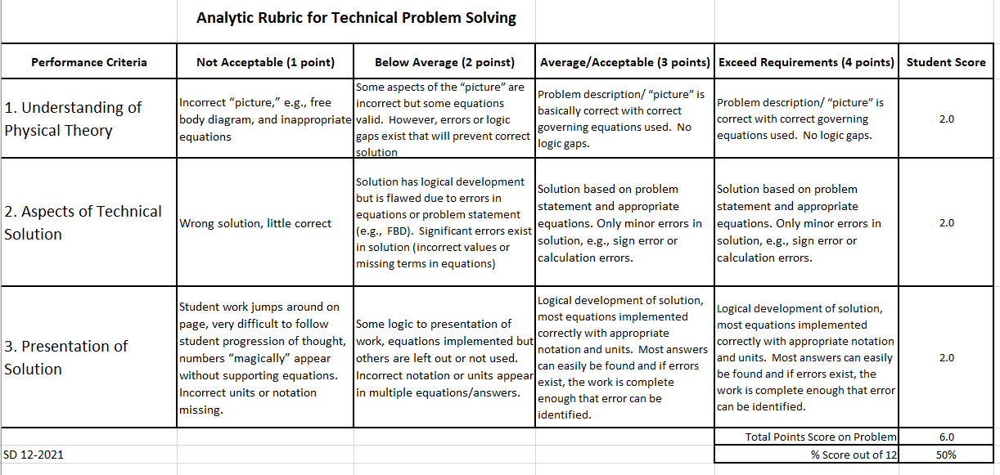 Analytic Rubric for Technical Problem Solving
Performance Criteria
Not Acceptable (1 point)
Below Average (2 poinst)
Average/Acceptable (3 points)
Exceed Requirements (4 points)
Student Score
1. Understanding of
Physical Theory
Incorrect “picture,” e.g., free
body diagram, and inappropriate
equations
Some aspects of the “picture” are
incorrect but some equations
valid. However, errors or logic
gaps exist that will prevent correct
solution
Problem description/ “picture” is
basically correct with correct
governing equations used. No
logic gaps.
Problem description/ “picture” is
correct with correct governing
equations used. No logic gaps.
2.0
2. Aspects of Technical
Solution
Wrong solution, little correct
Solution has logical development
but is flawed due to errors in
equations or problem statement
(e.g., FBD). Significant errors exist
in solution (incorrect values or
missing terms in equations)
Solution based on problem
statement and appropriate
equations. Only minor errors in
solution, e.g., sign error or
calculation errors.
Solution based on problem
statement and appropriate
equations. Only minor errors in
solution, e.g., sign error or
calculation errors.
2.0
3. Presentation of
Solution
Student work jumps around on
page, very difficult to follow
student progression of thought,
numbers “magically” appear
without supporting equations.
Incorrect units or notation
missing.
Some logic to presentation of
work, equations implemented but
others are left out or not used.
Incorrect notation or units appear
in multiple equations/answers.
Logical development of solution,
most equations implemented
correctly with appropriate
notation and units. Most answers
can easily be found and if errors
exist, the work is complete
enough that error can be
identified.
Logical development of solution,
most equations implemented
correctly with appropriate notation
and units. Most answers can easily
be found and if errors exist, the
work is complete enough that error
can be identified.
2.0
Total Points Score on Problem
6.0
SD 12-2021
% Score out of 12
50%